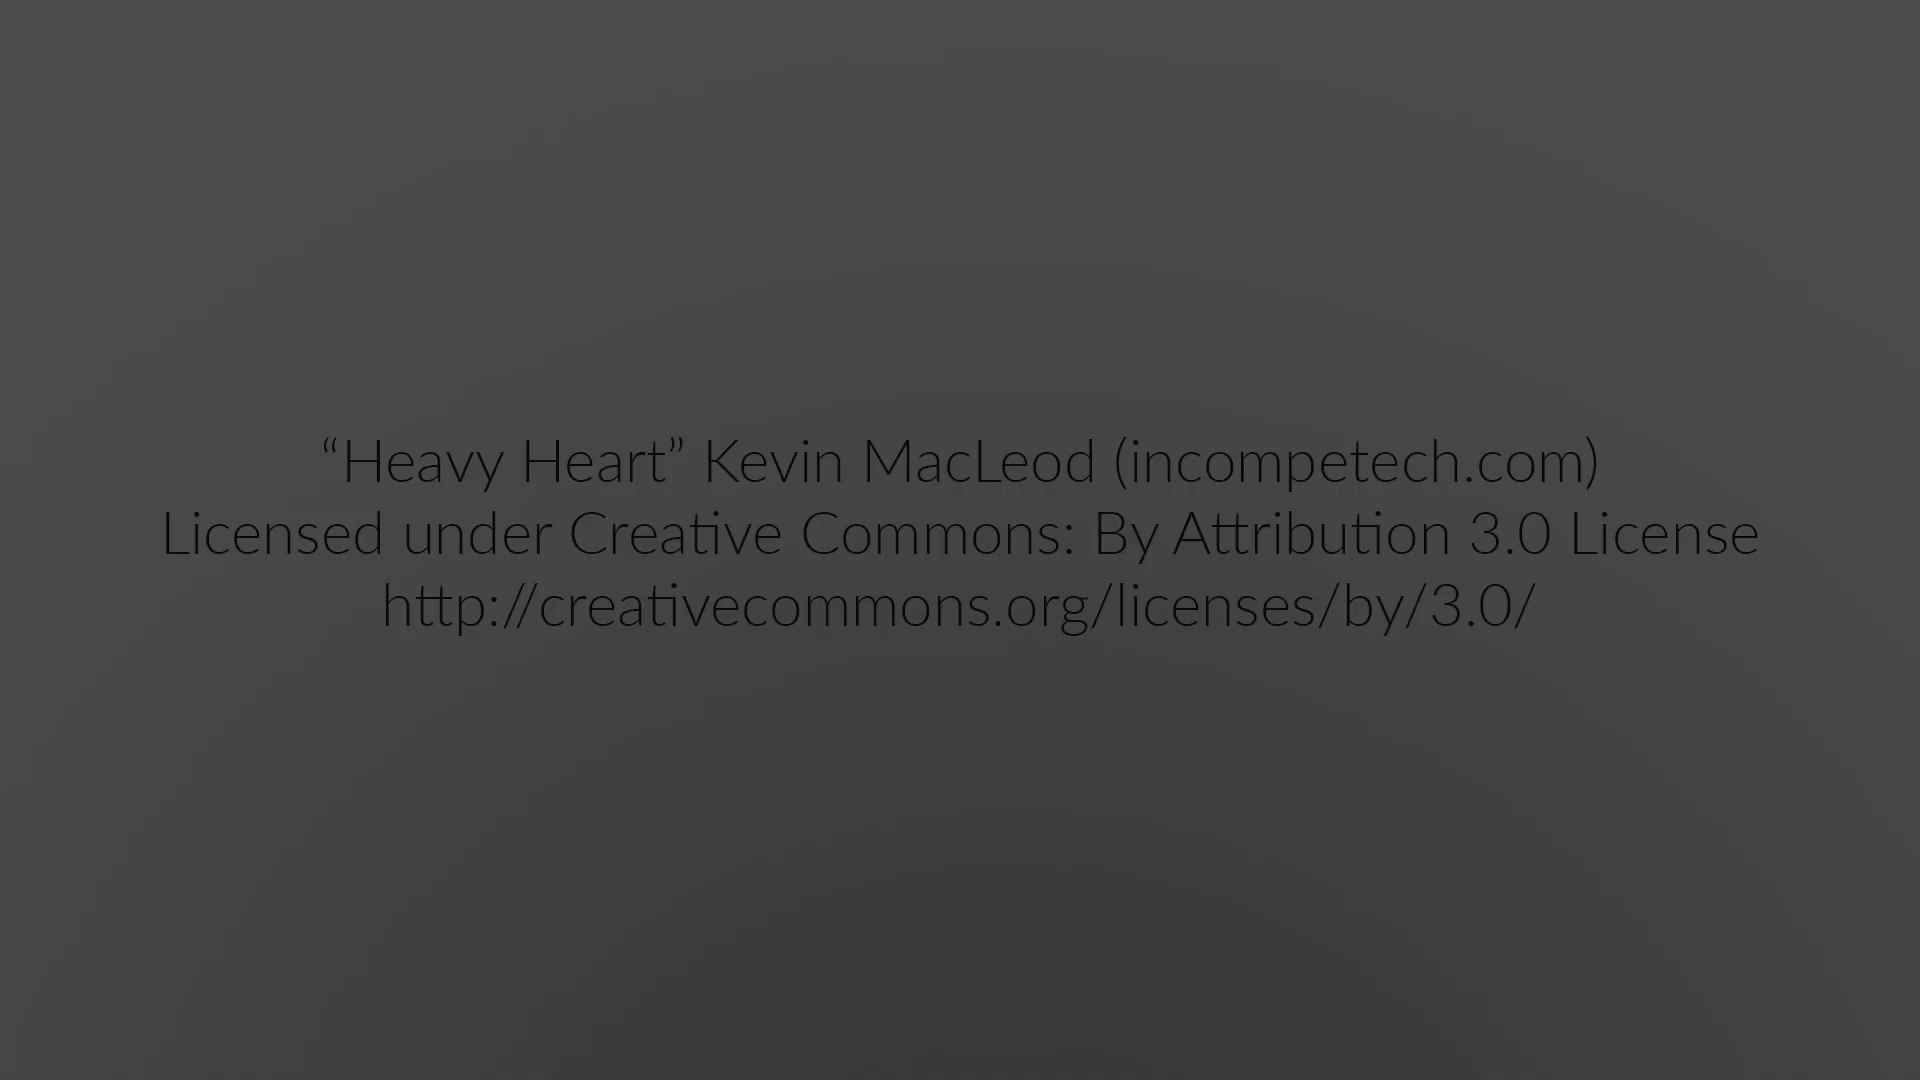 “Heavy Heart” Kevin MacLeod (incompetech.com)
Licensed under Creative Commons: By Attribution 3.0 License
http://creativecommons.org/licenses/by/3.0/